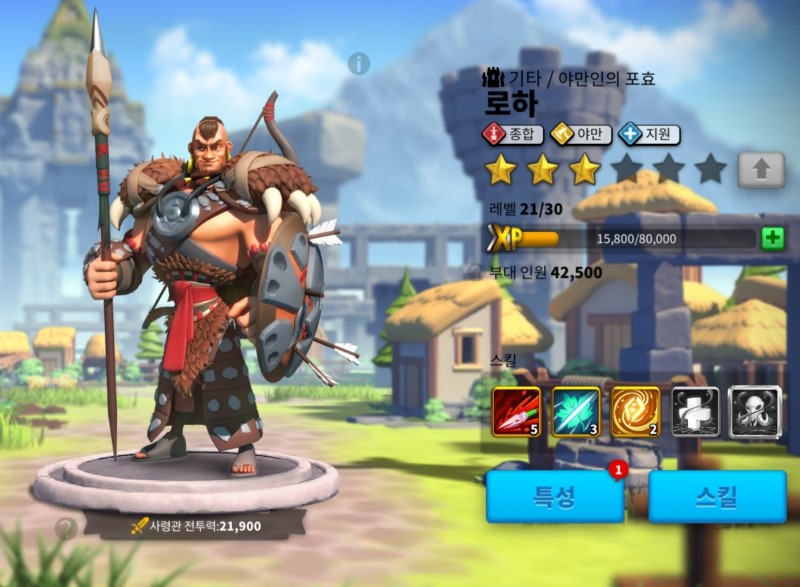 기타 / 야만인의 포효
로하
종합 야만 지원
레벨 21/30
XP 15,800/80,000
부대 인원 42,500
스킬
5 3 2
1
특성 스킬
사령관 전투력:21,900